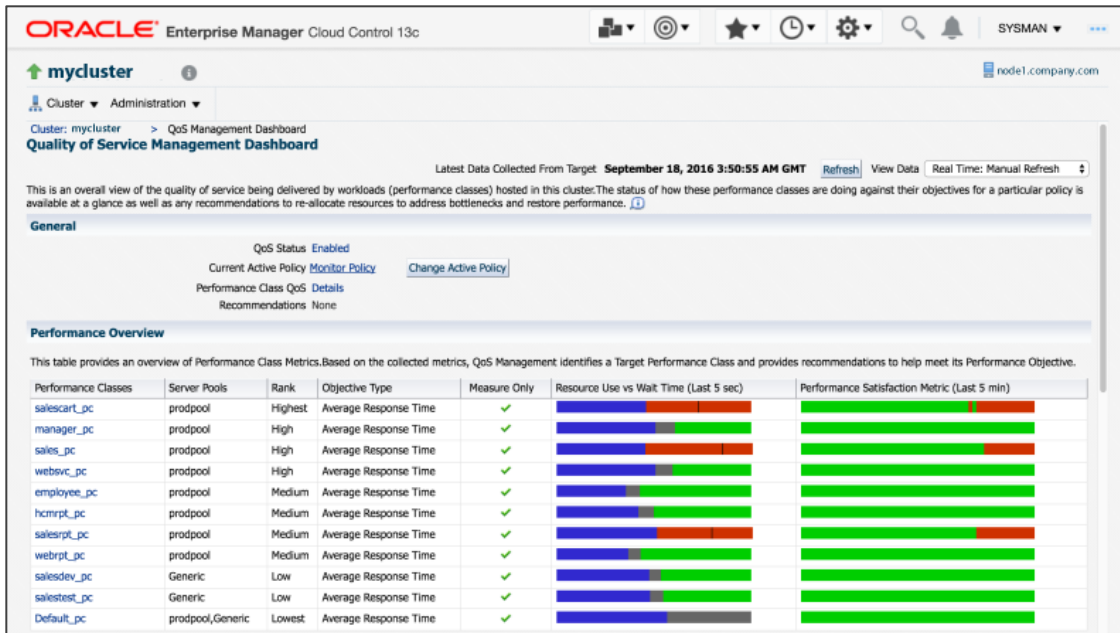 ORACLE Enterprise Manager Cloud Control 13c SYSMAN
mycluster
node1.company.com
Cluster Administration
Cluster: mycluster > QoS Management Dashboard
Quality of Service Management Dashboard
Latest Data Collected From Target September 18, 2016 3:50:55 AM GMT Refresh View Data Real Time: Manual Refresh
This is an overall view of the quality of service being delivered by workloads (performance classes) hosted in this cluster.The status of how these performance classes are doing against their objectives for a particular policy is
available at a glance as well as any recommendations to re-allocate resources to address bottlenecks and restore performance.
General
QoS Status Enabled
Current Active Policy Monitor Policy Change Active Policy
Performance Class QoS Details
Recommendations None
Performance Overview
This table provides an overview of Performance Class Metrics.Based on the collected metrics, QoS Management identifies a Target Performance Class and provides recommendations to help meet its Performance Objective.
Performance Classes Server Pools Rank Objective Type Measure Only Resource Use vs Wait Time (Last 5 sec) Performance Satisfaction Metric (Last 5 min)
salescart_pc prodpool Highest Average Response Time
manager_pc prodpool High Average Response Time
sales_pc prodpool High Average Response Time
websvc_pc prodpool High Average Response Time
employee_pc prodpool Medium Average Response Time
hcmrpt_pc prodpool Medium Average Response Time
salesrpt_pc prodpool Medium Average Response Time
webrpt_pc prodpool Medium Average Response Time
salesdev_pc Generic Low Average Response Time
salestest_pc Generic Low Average Response Time
Default_pc prodpool,Generic Lowest Average Response Time